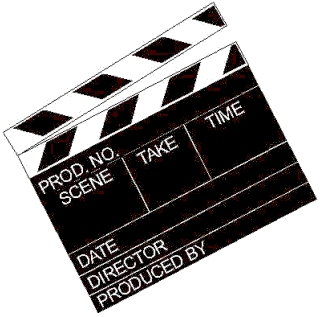 PROD. NO.
SCENE TAKE TIME
DATE
DIRECTOR
PRODUCED BY